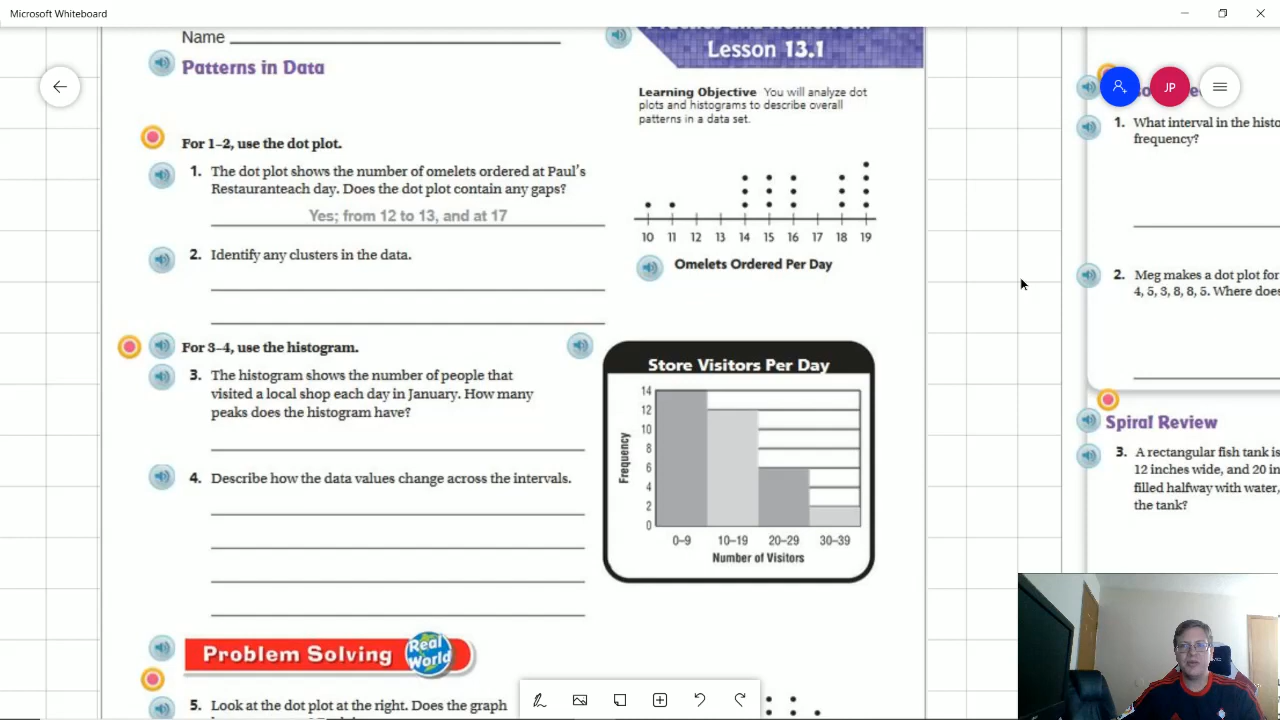 Microsoft Whiteboard
Name
Lesson 13.1
Patterns in Data
Learning Objective You will analyze dot
plots and histograms to describe overall
patterns in a data set.
For 1–2, use the dot plot.
1. The dot plot shows the number of omelets ordered at Paul's
Restauranteach day. Does the dot plot contain any gaps?
Yes; from 12 to 13, and at 17
2. Identify any clusters in the data.
10 11 12 13 14 15 16 17 18 19
Omelets Ordered Per Day
For 3–4, use the histogram.
3. The histogram shows the number of people that
visited a local shop each day in January. How many
peaks does the histogram have?
4. Describe how the data values change across the intervals.
Store Visitors Per Day
14
12
10
8
6
4
2
0
Frequency
0–9 10–19 20–29 30–39
Number of Visitors
Problem Solving
Real
World
5. Look at the dot plot at the right. Does the graph
JP
1. What interval in the histo
frequency?
2. Meg makes a dot plot for
4, 5, 3, 8, 8, 5. Where does
Spiral Review
3. A rectangular fish tank is
12 inches wide, and 20 in
filled halfway with water,
the tank?